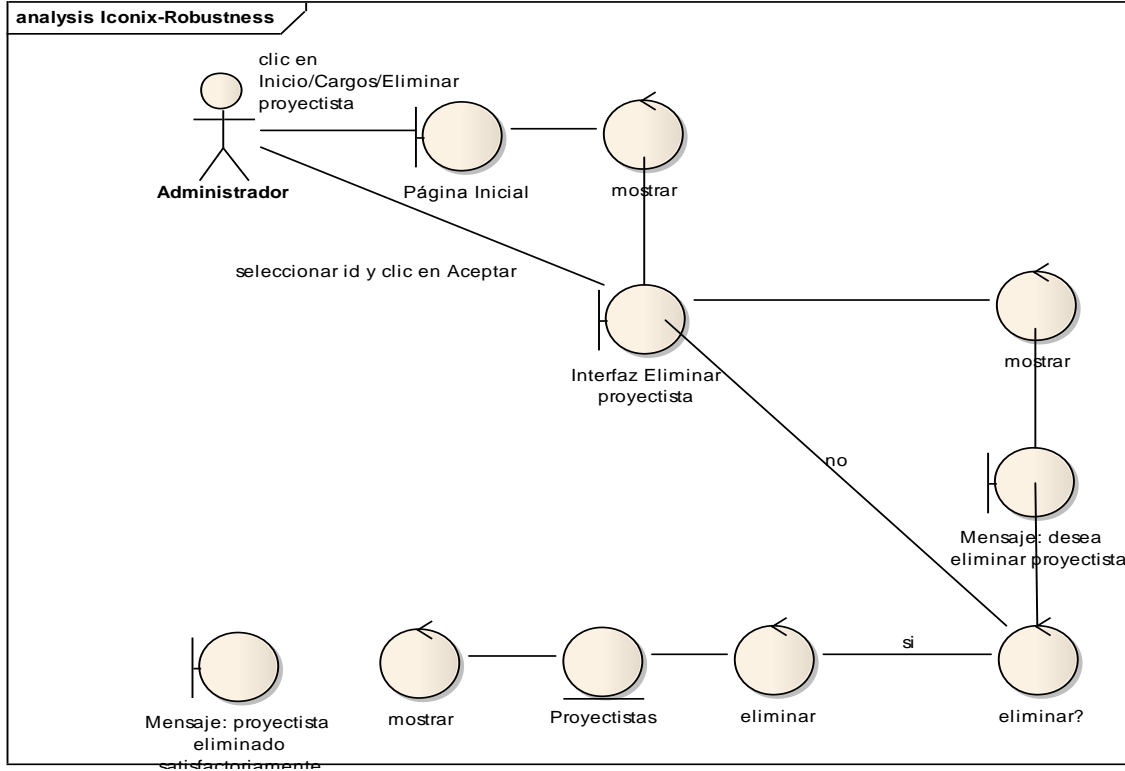 analysis Iconix-Robustness
clic en
Inicio/Cargos/Eliminar
proyectista
Administrador
Página Inicial
mostrar
seleccionar id y clic en Aceptar
Interfaz Eliminar
proyectista
mostrar
no
Mensaje: desea
eliminar proyectista
si
Mensaje: proyectista
eliminado
satisfactoriamente
mostrar
Proyectistas
eliminar
eliminar?